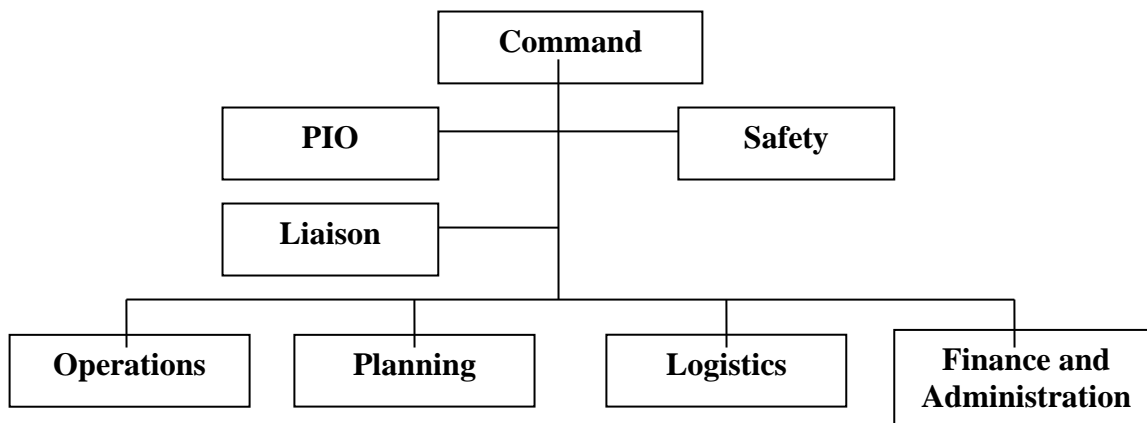 Command
PIO
Safety
Liaison
Operations
Planning
Logistics
Finance and
Administration